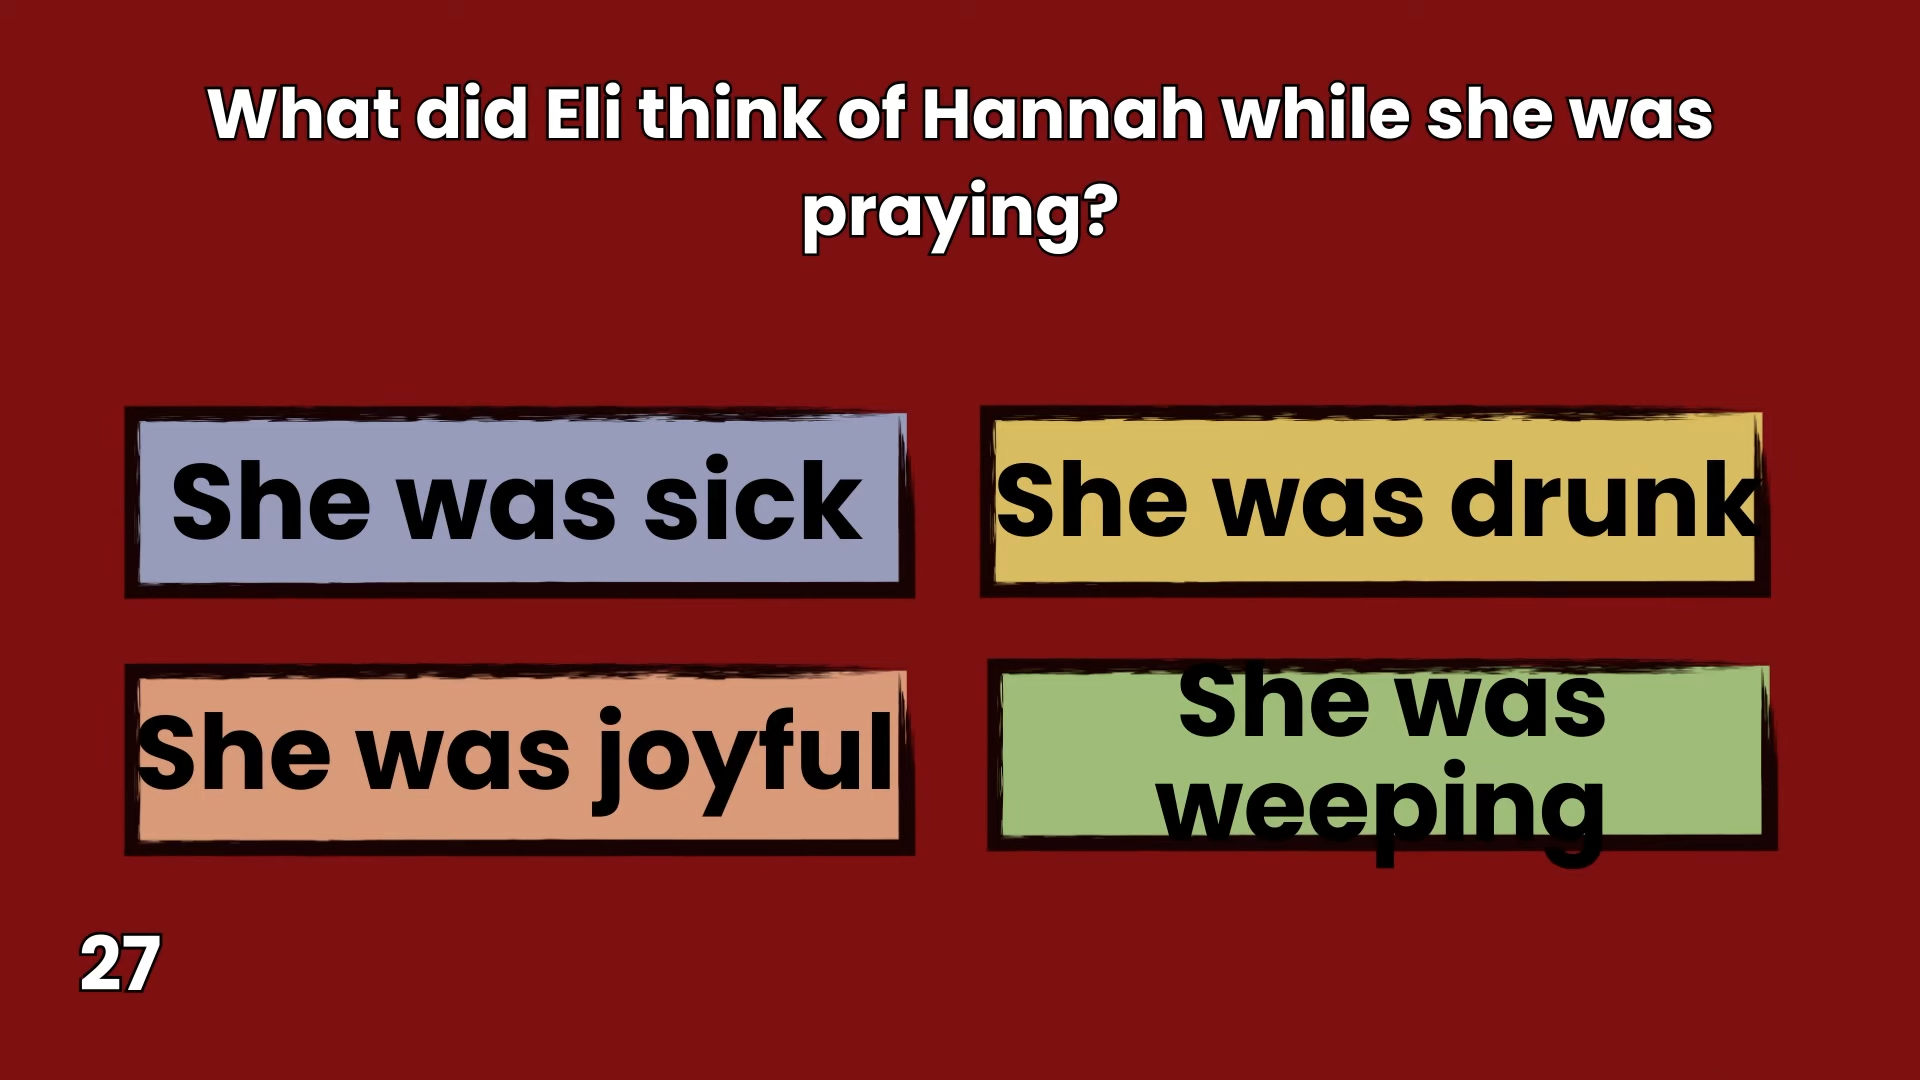 What did Eli think of Hannah while she was
praying?
She was sick
She was drunk
She was joyful
She was
weeping
27